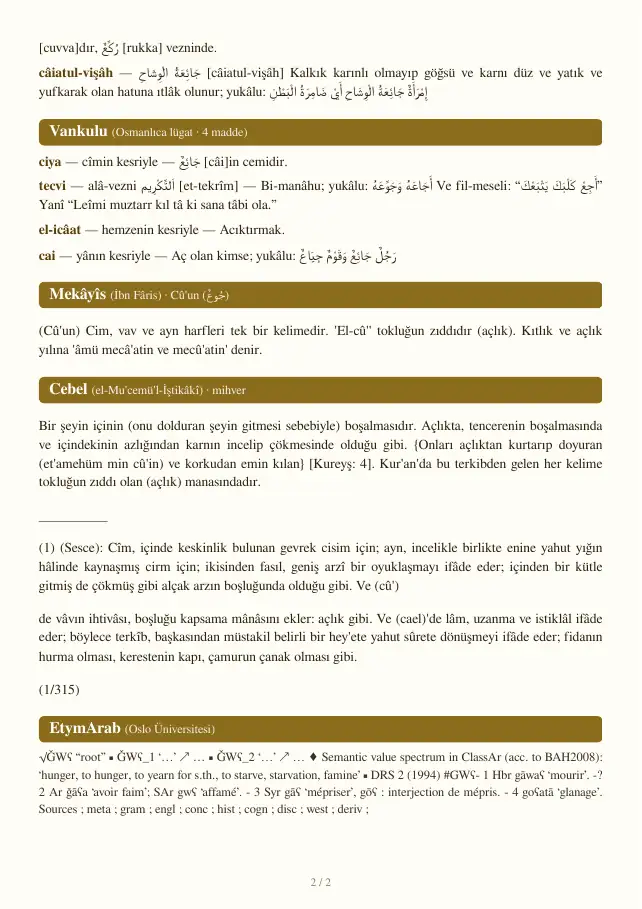 [cuvva]dır, رُكَّعٌ [rukka] vezninde.
câiatul-vişâh — جَائِعَةُ الْوِشَاحِ [câiatul-vişâh] Kalkık karınlı olmayıp göğsü ve karnı düz ve yatık ve
yufkarak olan hatuna ıtlâk olunur; yukâlu: إِمْرَأَةٌ جَائِعَةُ الْوِشَاحِ أَيْ ضَامِرَةُ الْبَطْنِ
Vankulu (Osmanlıca lügat · 4 madde)
ciya — cîmin kesriyle — جَائِعٌ [câi]in cemidir.
tecvi — alâ-vezni اَلتَّكْرِيم [et-tekrîm] — Bi-manâhu; yukâlu: أَجَاعَهُ وَجَوَّعَهُ Ve fil-meseli: “أَجِعْ كَلْبَكَ يَتْبَعْكَ”
Yanî “Leîmi muztarr kıl tâ ki sana tâbi ola.”
el-icâat — hemzenin kesriyle — Acıktırmak.
cai — yânın kesriyle — Aç olan kimse; yukâlu: رَجُلٌ جَائِعٌ وَقَوْمٌ جِيَاعٌ
Mekâyîs (İbn Fâris) · Cû'un (جُوعٌ)
(Cû'un) Cim, vav ve ayn harfleri tek bir kelimedir. 'El-cû'' tokluğun zıddıdır (açlık). Kıtlık ve açlık
yılına 'âmü mecâ'atin ve mecû'atin' denir.
Cebel (el-Mu'cemü'l-İştikâkî) · mihver
Bir şeyin içinin (onu dolduran şeyin gitmesi sebebiyle) boşalmasıdır. Açlıkta, tencerenin boşalmasında
ve içindekinin azlığından karnın incelip çökmesinde olduğu gibi. {Onları açlıktan kurtarıp doyuran
(et'amehüm min cû'in) ve korkudan emin kılan} [Kureyş: 4]. Kur'an'da bu terkibden gelen her kelime
tokluğun zıddı olan (açlık) manasındadır.
(1) (Sesce): Cîm, içinde keskinlik bulunan gevrek cisim için; ayn, incelikle birlikte enine yahut yığın
hâlinde kaynaşmış cirm için; ikisinden fasıl, geniş arzî bir oyuklaşmayı ifâde eder; içinden bir kütle
gitmiş de çökmüş gibi alçak arzın boşluğunda olduğu gibi. Ve (cû')
de vâvın ihtivâsı, boşluğu kapsama mânâsını ekler: açlık gibi. Ve (cael)'de lâm, uzanma ve istiklâl ifâde
eder; böylece terkîb, başkasından müstakil belirli bir hey'ete yahut sûrete dönüşmeyi ifâde eder; fidanın
hurma olması, kerestenin kapı, çamurun çanak olması gibi.
(1/315)
EtymArab (Oslo Üniversitesi)
√ǦWʕ “root” ▪ ǦWʕ_1 ‘…’ ↗ … ▪ ǦWʕ_2 ‘…’ ↗ … ♦ Semantic value spectrum in ClassAr (acc. to BAH2008):
‘hunger, to hunger, to yearn for s.th., to starve, starvation, famine’ ▪ DRS 2 (1994) #GWʕ- 1 Hbr gāwaʕ ‘mourir’. -?
2 Ar ǧāʕa ‘avoir faim’; SAr gwʕ ‘affamé’. - 3 Syr gāʕ ‘mépriser’, gōʕ : interjection de mépris. - 4 goʕatā ‘glanage’.
Sources ; meta ; gram ; engl ; conc ; hist ; cogn ; disc ; west ; deriv ;
2 / 2